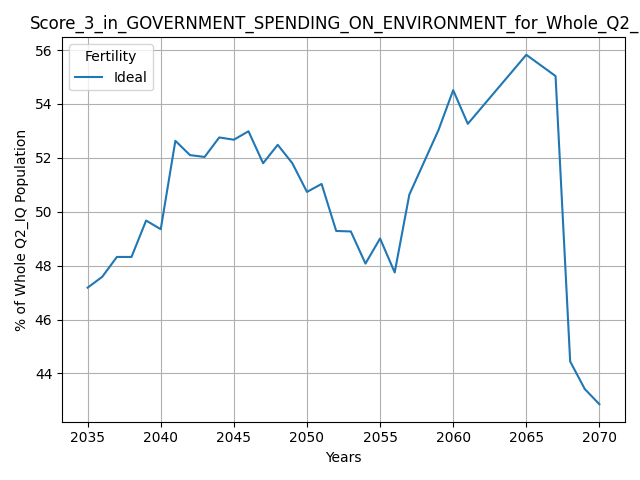 Score_3_in_GOVERNMENT_SPENDING_ON_ENVIRONMENT_for_Whole_Q2_
Fertility
Ideal
% of Whole Q2_IQ Population
56
54
52
50
48
46
44
2035 2040 2045 2050 2055 2060 2065 2070
Years